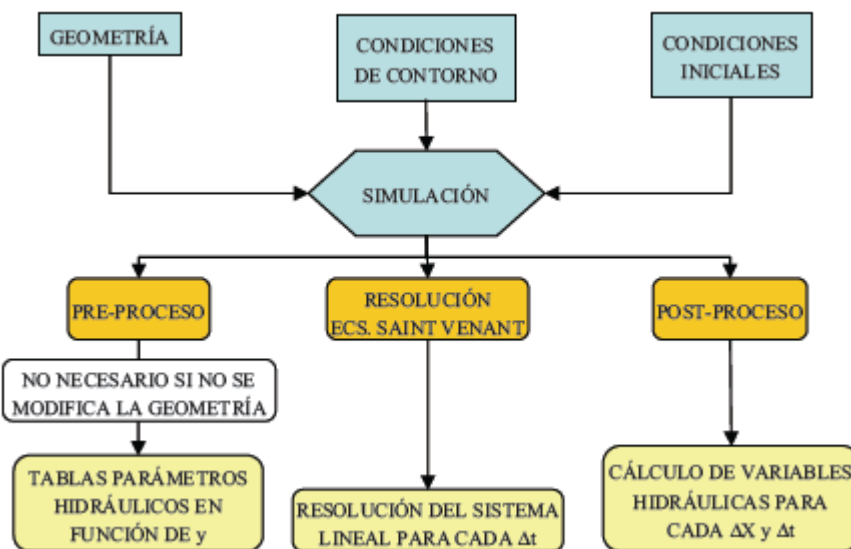 GEOMETRÍA
CONDICIONES
DE CONTORNO
CONDICIONES
INICIALES
SIMULACIÓN
PRE-PROCESO
RESOLUCIÓN
ECS. SAINT VENANT
POST-PROCESO
NO NECESARIO SI NO SE
MODIFICA LA GEOMETRÍA
TABLAS PARÁMETROS
HIDRÁULICOS EN
FUNCIÓN DE y
RESOLUCIÓN DEL SISTEMA
LINEAL PARA CADA Δt
CÁLCULO DE VARIABLES
HIDRÁULICAS PARA
CADA ΔX y Δt